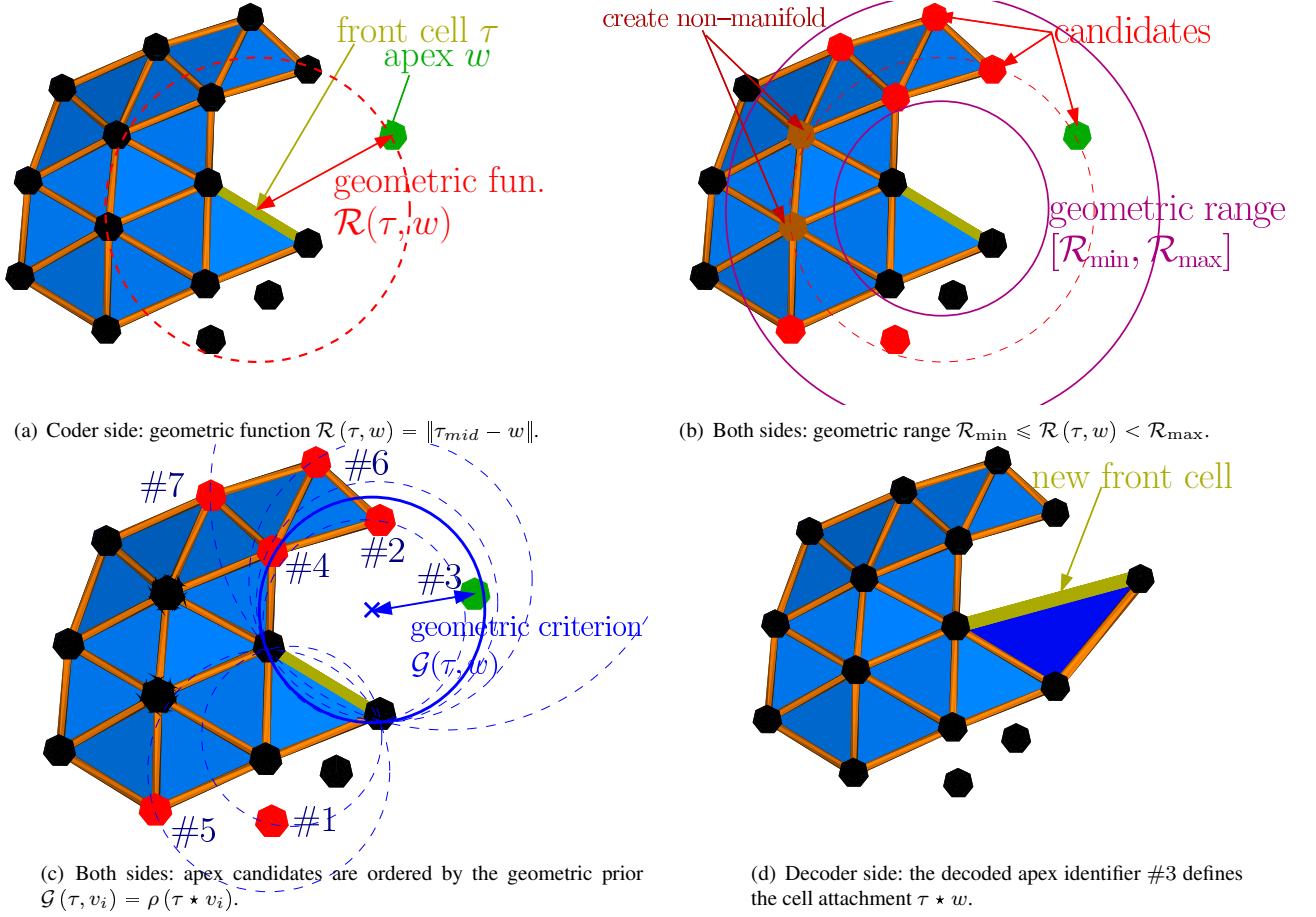 front cell τ
apex w
geometric fun.
R(τ, w)
create non–manifold
candidates
geometric range
[R_min, R_max]
(a) Coder side: geometric function R (τ, w) = ‖τ_mid − w‖.
(b) Both sides: geometric range R_min ⩽ R (τ, w) < R_max.
#6
#7
#2
#4
#3
geometric criterion
G(τ, w)
#1
#5
new front cell
(c) Both sides: apex candidates are ordered by the geometric prior
G (τ, v_i) = ρ (τ ⋆ v_i).
(d) Decoder side: the decoded apex identifier #3 defines
the cell attachment τ ⋆ w.